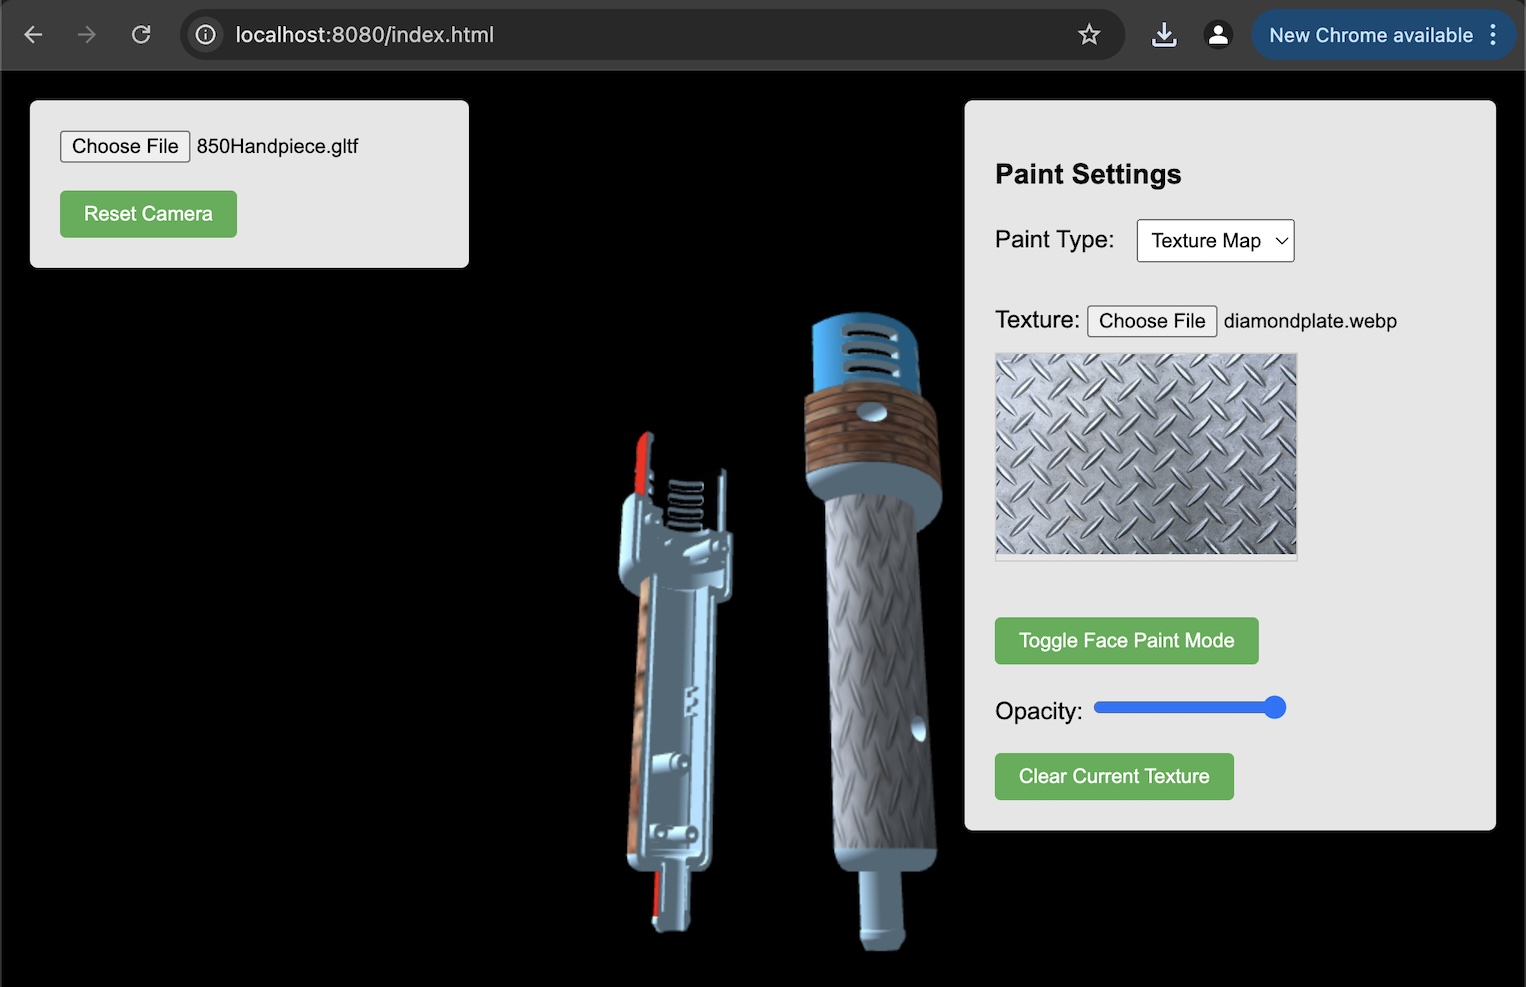 localhost:8080/index.html
New Chrome available
Choose File 850Handpiece.gltf
Reset Camera
Paint Settings
Paint Type: Texture Map
Texture: Choose File diamondplate.webp
Toggle Face Paint Mode
Opacity:
Clear Current Texture